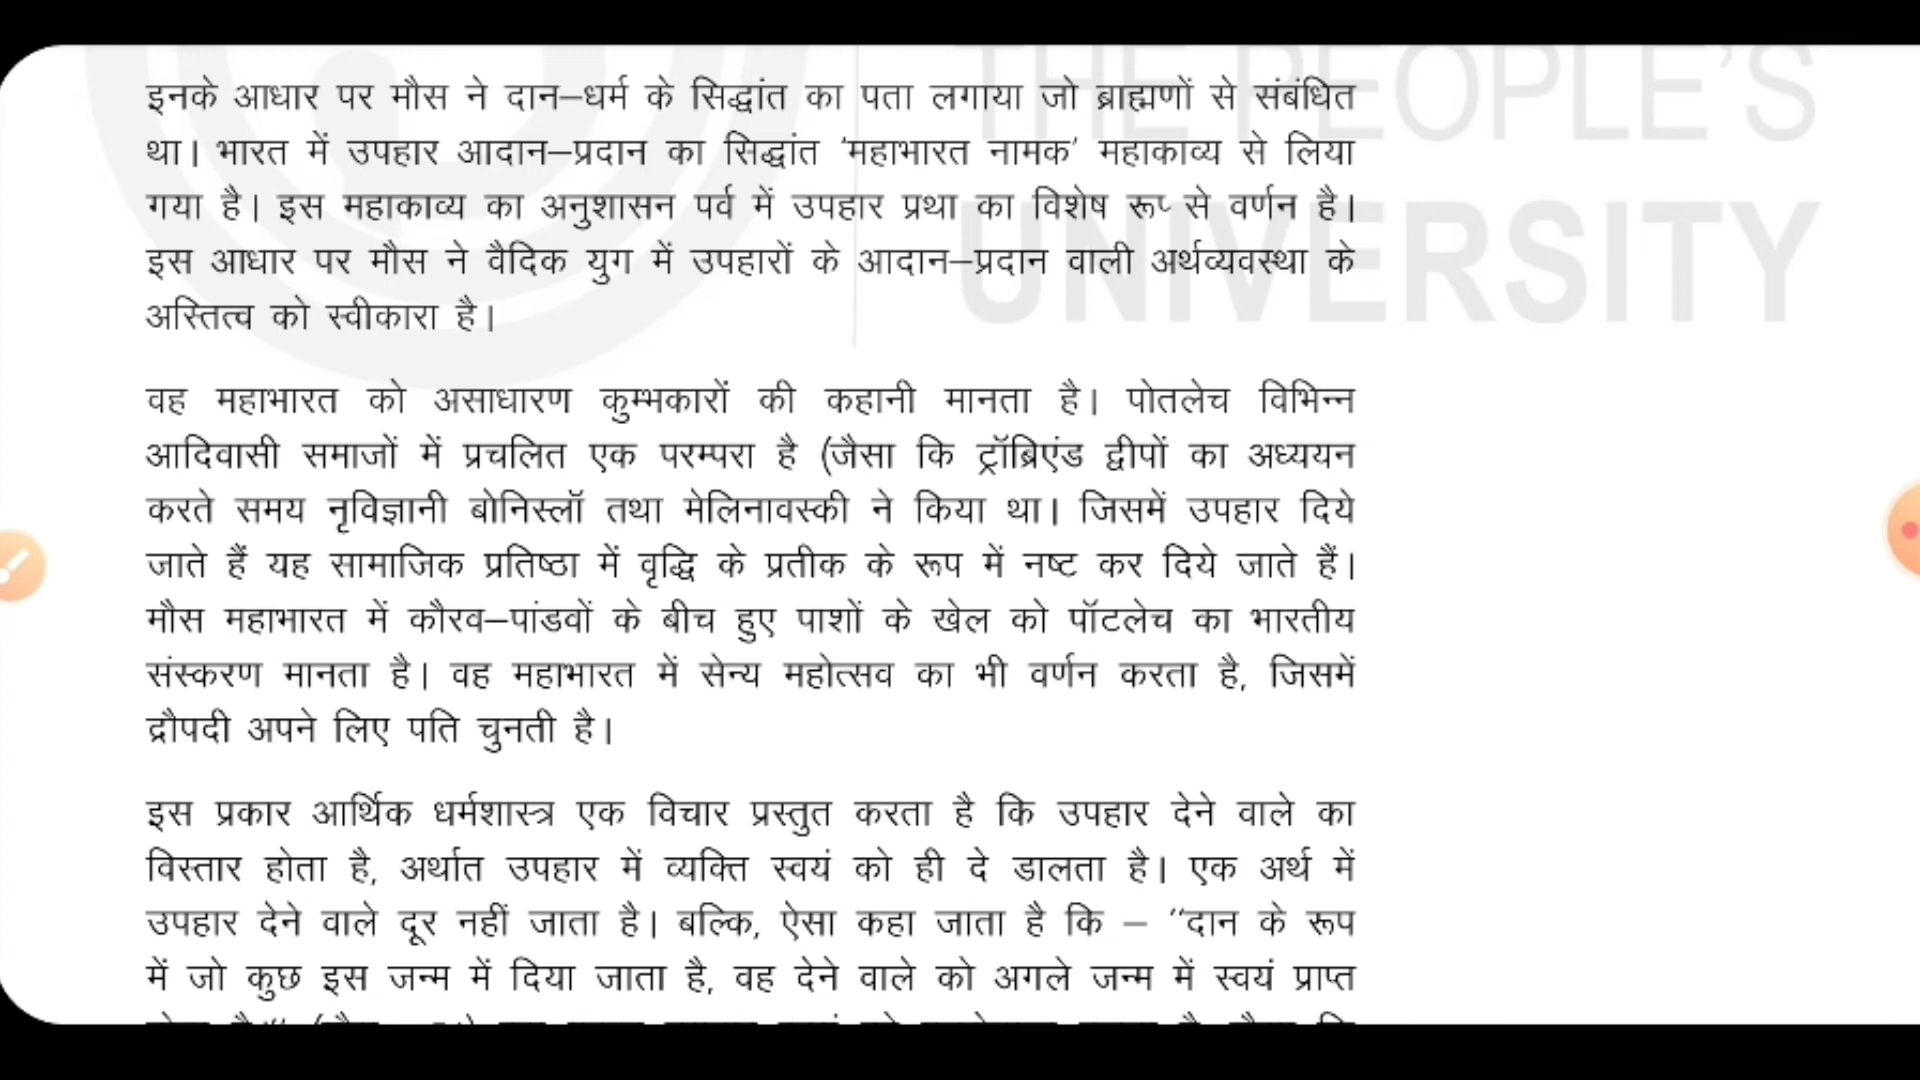 THE PEOPLE'S
UNIVERSITY
इनके आधार पर मौस ने दान–धर्म के सिद्धांत का पता लगाया जो ब्राह्मणों से संबंधित
था। भारत में उपहार आदान–प्रदान का सिद्धांत 'महाभारत नामक' महाकाव्य से लिया
गया है। इस महाकाव्य का अनुशासन पर्व में उपहार प्रथा का विशेष रूप से वर्णन है।
इस आधार पर मौस ने वैदिक युग में उपहारों के आदान–प्रदान वाली अर्थव्यवस्था के
अस्तित्व को स्वीकारा है।
वह महाभारत को असाधारण कुम्भकारों की कहानी मानता है। पोतलेच विभिन्न
आदिवासी समाजों में प्रचलित एक परम्परा है (जैसा कि ट्रॉब्रिएंड द्वीपों का अध्ययन
करते समय नृविज्ञानी बोनिस्लॉ तथा मेलिनावस्की ने किया था। जिसमें उपहार दिये
जाते हैं यह सामाजिक प्रतिष्ठा में वृद्धि के प्रतीक के रूप में नष्ट कर दिये जाते हैं।
मौस महाभारत में कौरव–पांडवों के बीच हुए पाशों के खेल को पॉटलेच का भारतीय
संस्करण मानता है। वह महाभारत में सेन्य महोत्सव का भी वर्णन करता है, जिसमें
द्रौपदी अपने लिए पति चुनती है।
इस प्रकार आर्थिक धर्मशास्त्र एक विचार प्रस्तुत करता है कि उपहार देने वाले का
विस्तार होता है, अर्थात उपहार में व्यक्ति स्वयं को ही दे डालता है। एक अर्थ में
उपहार देने वाले दूर नहीं जाता है। बल्कि, ऐसा कहा जाता है कि – "दान के रूप
में जो कुछ इस जन्म में दिया जाता है, वह देने वाले को अगले जन्म में स्वयं प्राप्त